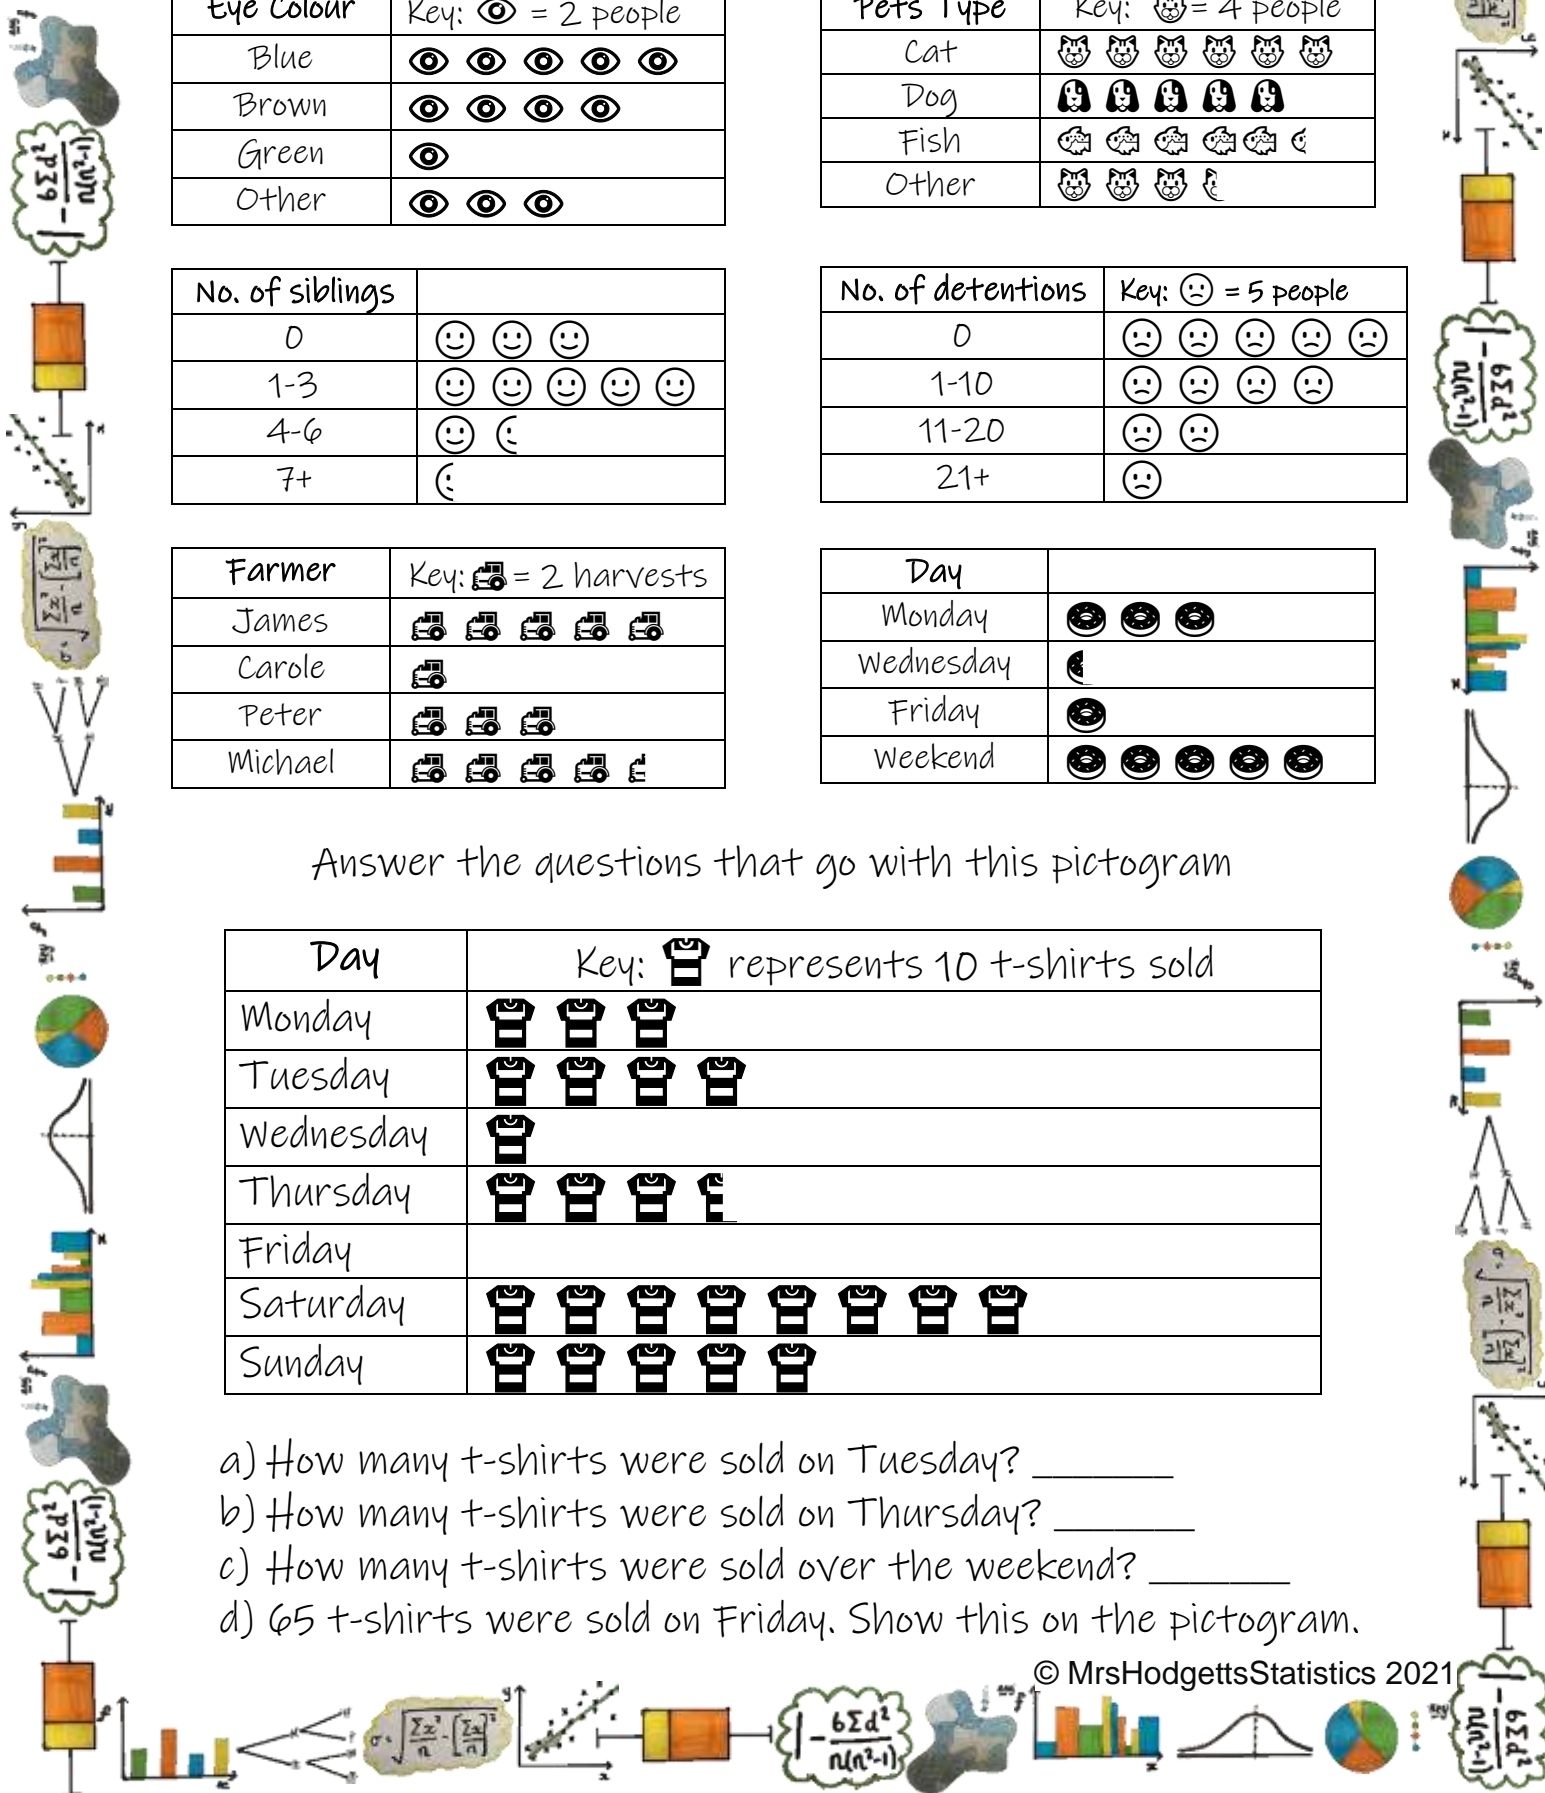 Eye Colour Key: = 2 people
Blue
Brown
Green
Other
Pets Type Key: = 4 people
Cat
Dog
Fish
Other
No. of siblings
0
1-3
4-6
7+
No. of detentions Key: = 5 people
0
1-10
11-20
21+
Farmer Key: = 2 harvests
James
Carole
Peter
Michael
Day
Monday
Wednesday
Friday
Weekend
Answer the questions that go with this pictogram
Day Key: represents 10 t-shirts sold
Monday
Tuesday
Wednesday
Thursday
Friday
Saturday
Sunday
a) How many t-shirts were sold on Tuesday? _______
b) How many t-shirts were sold on Thursday? _______
c) How many t-shirts were sold over the weekend? _______
d) 65 t-shirts were sold on Friday. Show this on the pictogram.
© MrsHodgettsStatistics 2021